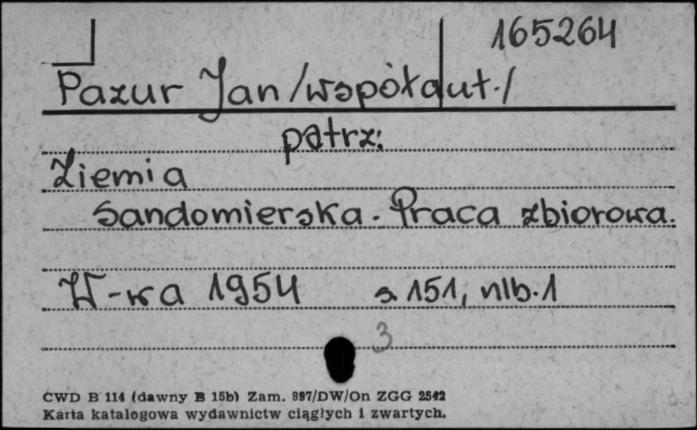 165264
Pazur Jan /współaut./
patrz:
Ziemia
Sandomierska. Praca zbiorowa.
W-wa 1954 s 151, nlb.1
3
CWD B 114 (dawny B 15b) Zam. 897/DW/On ZGG 2542
Karta katalogowa wydawnictw ciągłych i zwartych.